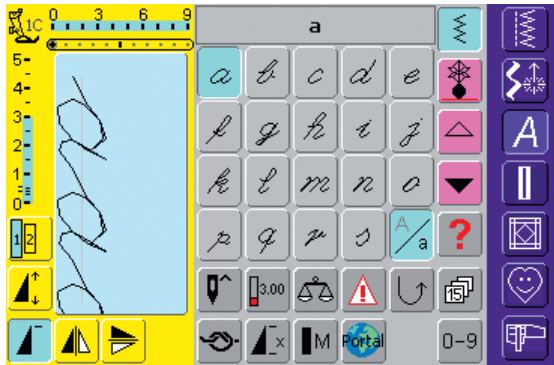 1C 0 3 6 9
a
5-
4-
3-
2-
1-
0-
a b c d e
f g h i j
k l m n o
p q r s A/a ?
1 2
3.00 15
x M Portal 0-9
A